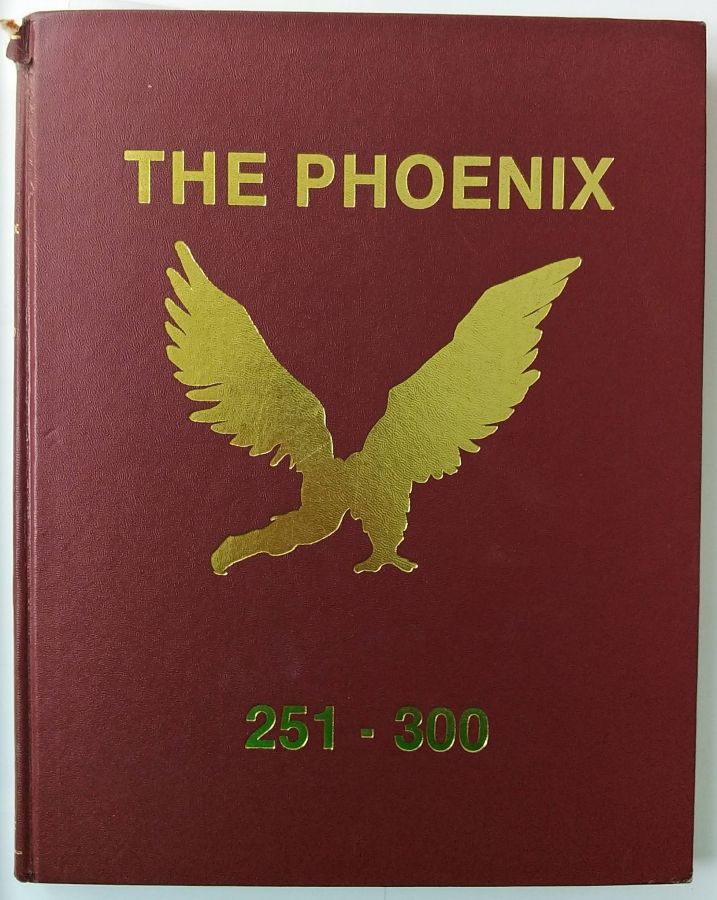 THE PHOENIX
251 - 300